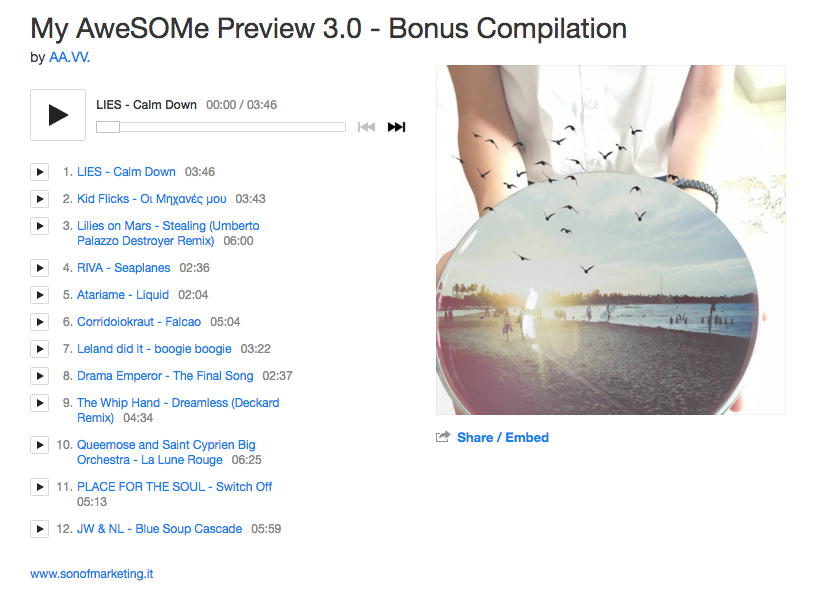 My AweSOMe Preview 3.0 - Bonus Compilation
by AA.VV.
LIES - Calm Down 00:00 / 03:46
1. LIES - Calm Down 03:46
2. Kid Flicks - Οι Μηχανές μου 03:43
3. Lilies on Mars - Stealing (Umberto
Palazzo Destroyer Remix) 06:00
4. RIVA - Seaplanes 02:36
5. Atariame - Liquid 02:04
6. Corridoiokraut - Falcao 05:04
7. Leland did it - boogie boogie 03:22
8. Drama Emperor - The Final Song 02:37
9. The Whip Hand - Dreamless (Deckard
Remix) 04:34
10. Queemose and Saint Cyprien Big
Orchestra - La Lune Rouge 06:25
11. PLACE FOR THE SOUL - Switch Off
05:13
12. JW & NL - Blue Soup Cascade 05:59
www.sonofmarketing.it
Share / Embed